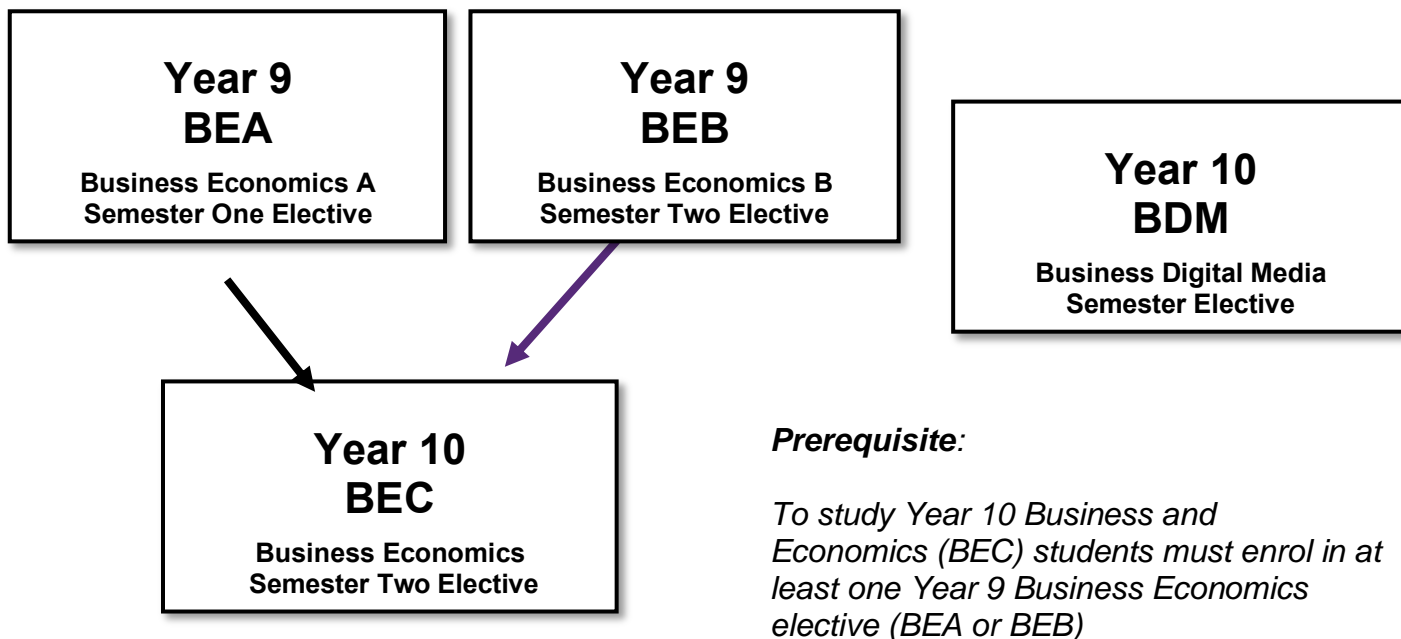 Year 9
BEA
Business Economics A
Semester One Elective
Year 9
BEB
Business Economics B
Semester Two Elective
Year 10
BDM
Business Digital Media
Semester Elective
Year 10
BEC
Business Economics
Semester Two Elective
Prerequisite:
To study Year 10 Business and
Economics (BEC) students must enrol in at
least one Year 9 Business Economics
elective (BEA or BEB)